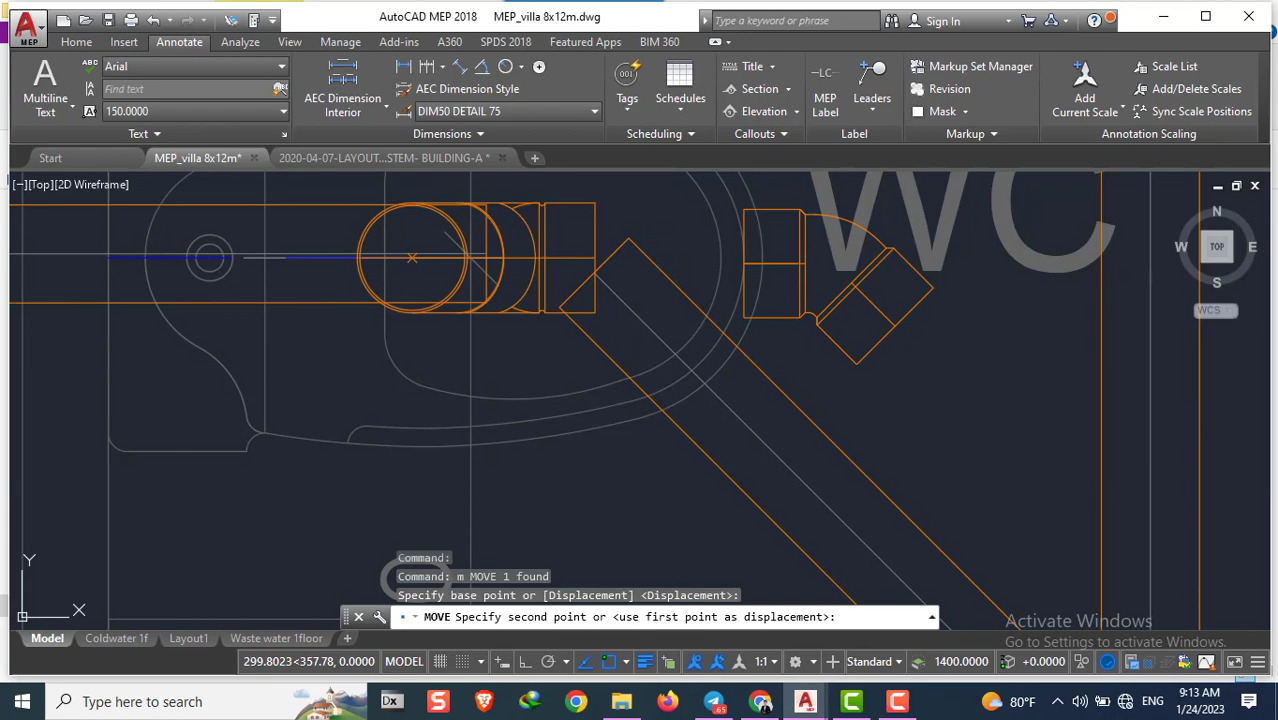 AutoCAD MEP 2018 MEP_villa 8x12m.dwg
Type a keyword or phrase
Sign In
MEP
Home Insert Annotate Analyze View Manage Add-ins A360 SPDS 2018 Featured Apps BIM 360
Multiline
Text
ABC Arial
Find text
150.0000
Text
AEC Dimension
Interior
AEC Dimension Style
DIM50 DETAIL 75
Dimensions
001
Tags
Schedules
Scheduling
Title
Section
Elevation
Callouts
-LC-
MEP
Label
Leaders
Label
Markup Set Manager
Revision
Mask
Markup
Add
Current Scale
Scale List
Add/Delete Scales
Sync Scale Positions
Annotation Scaling
Start MEP_villa 8x12m* 2020-04-07-LAYOUT...STEM- BUILDING-A *
[−][Top][2D Wireframe]
WC
N
W TOP E
S
WCS
Y
X
Command:
Command: m MOVE 1 found
Specify base point or [Displacement] <Displacement>:
MOVE Specify second point or <use first point as displacement>:
Activate Windows
Go to Settings to activate Windows.
Model Coldwater 1f Layout1 Waste water 1floor
299.8023<357.78, 0.0000 MODEL 1:1 Standard 1400.0000 +0.0000
Type here to search
Dx
65
80°F
ENG
9:13 AM
1/24/2023